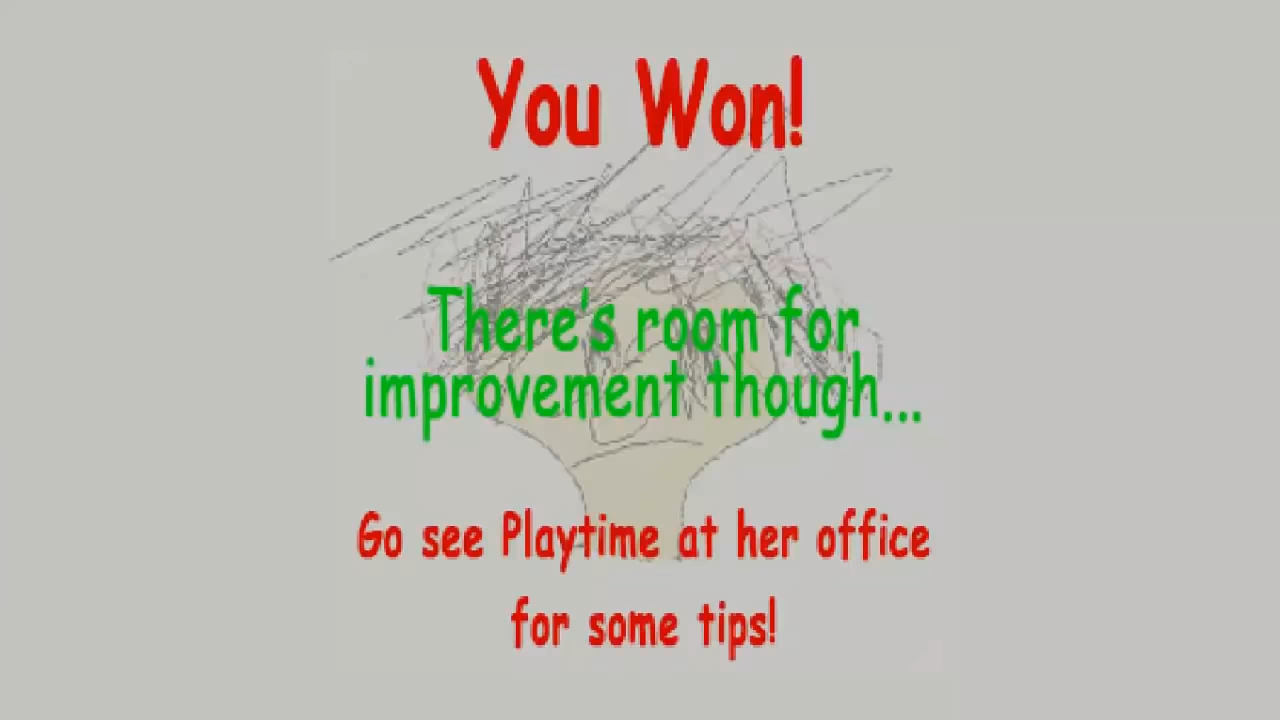 You Won!
There's room for
improvement though...
Go see Playtime at her office
for some tips!